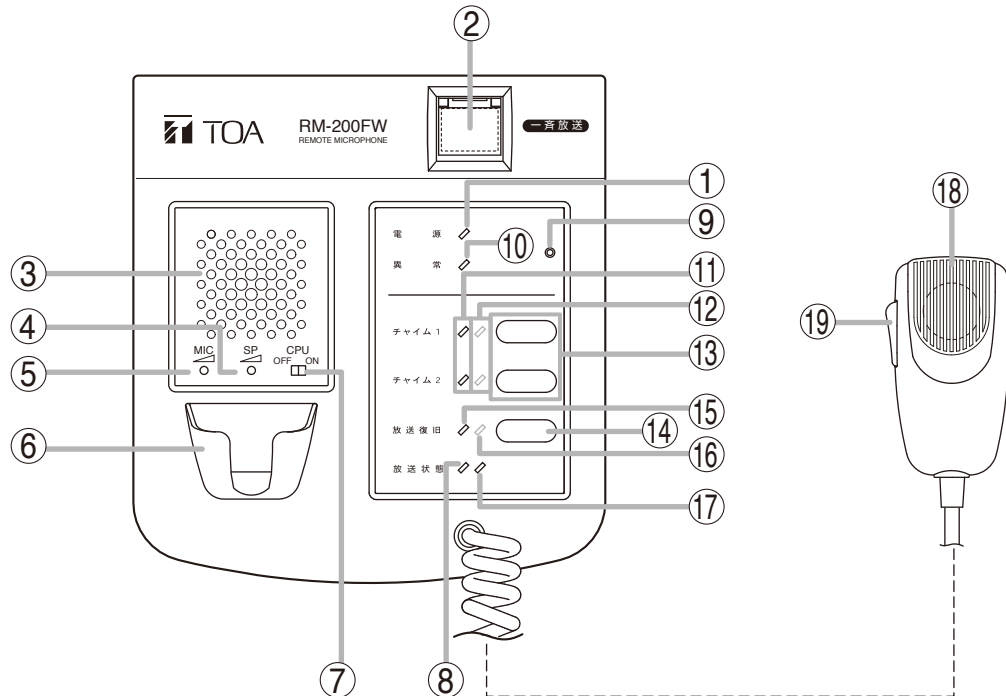 ②
TOA RM-200FW 一斉放送
REMOTE MICROPHONE
①
電源
⑨
⑩
異常
⑱
③
⑪
⑫
チャイム1
⑲
④
⑬
MIC SP CPU
OFF ON
⑤
チャイム2
⑮
放送復旧
⑭
⑥
⑯
放送状態
⑰
⑦
⑧